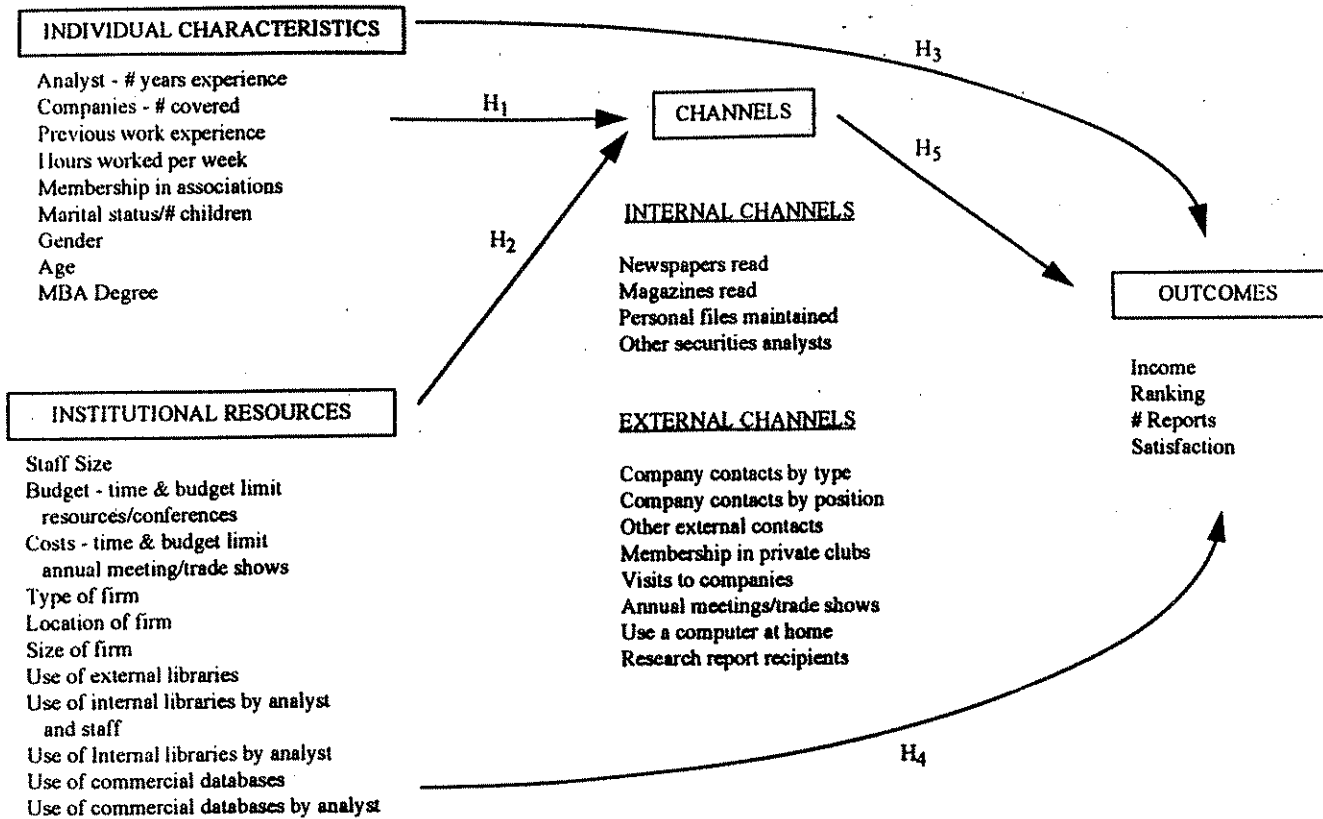 INDIVIDUAL CHARACTERISTICS
Analyst - # years experience
Companies - # covered
Previous work experience
Hours worked per week
Membership in associations
Marital status/# children
Gender
Age
MBA Degree
INSTITUTIONAL RESOURCES
Staff Size
Budget - time & budget limit
resources/conferences
Costs - time & budget limit
annual meeting/trade shows
Type of firm
Location of firm
Size of firm
Use of external libraries
Use of internal libraries by analyst
and staff
Use of Internal libraries by analyst
Use of commercial databases
Use of commercial databases by analyst
H1
H2
CHANNELS
INTERNAL CHANNELS
Newspapers read
Magazines read
Personal files maintained
Other securities analysts
EXTERNAL CHANNELS
Company contacts by type
Company contacts by position
Other external contacts
Membership in private clubs
Visits to companies
Annual meetings/trade shows
Use a computer at home
Research report recipients
H3
H5
H4
OUTCOMES
Income
Ranking
# Reports
Satisfaction